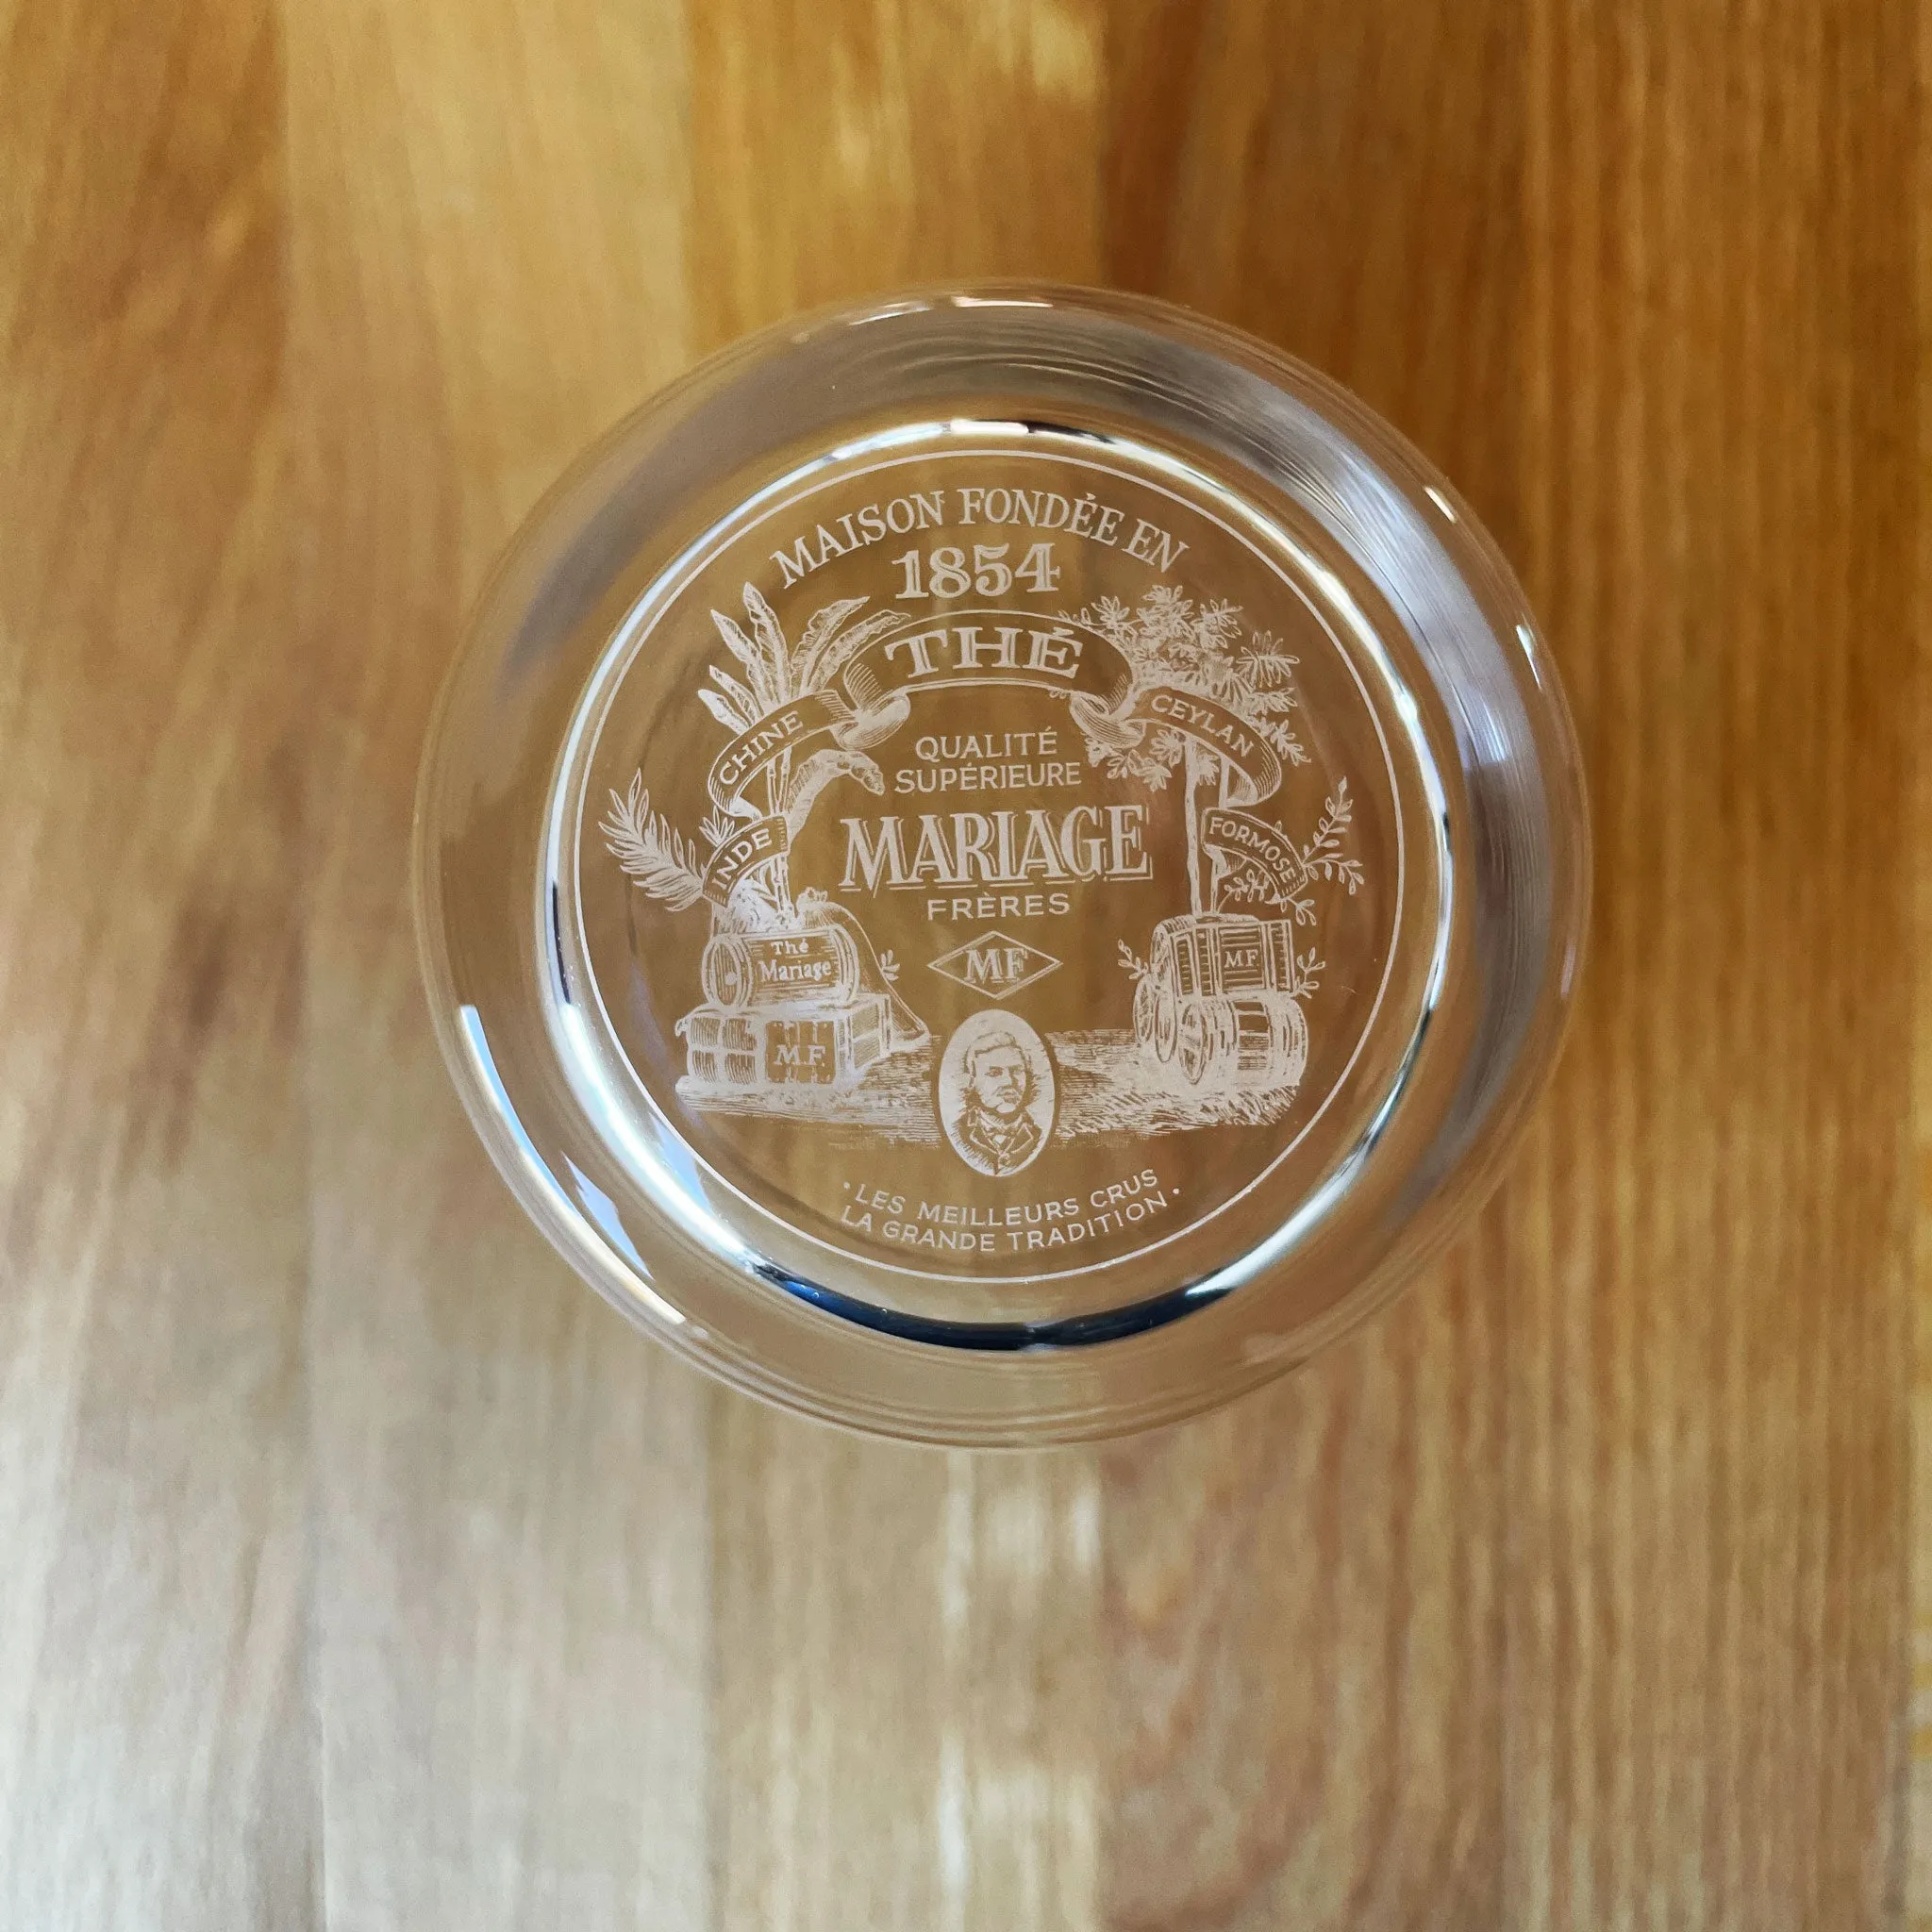 MAISON FONDÉE EN
1854
THÉ
CHINE
CEYLAN
QUALITÉ
SUPÉRIEURE
MARIAGE
FRÈRES
INDE
FORMOSE
MF
Thé
Mariage
MF
M.F.
• LES MEILLEURS CRUS •
LA GRANDE TRADITION